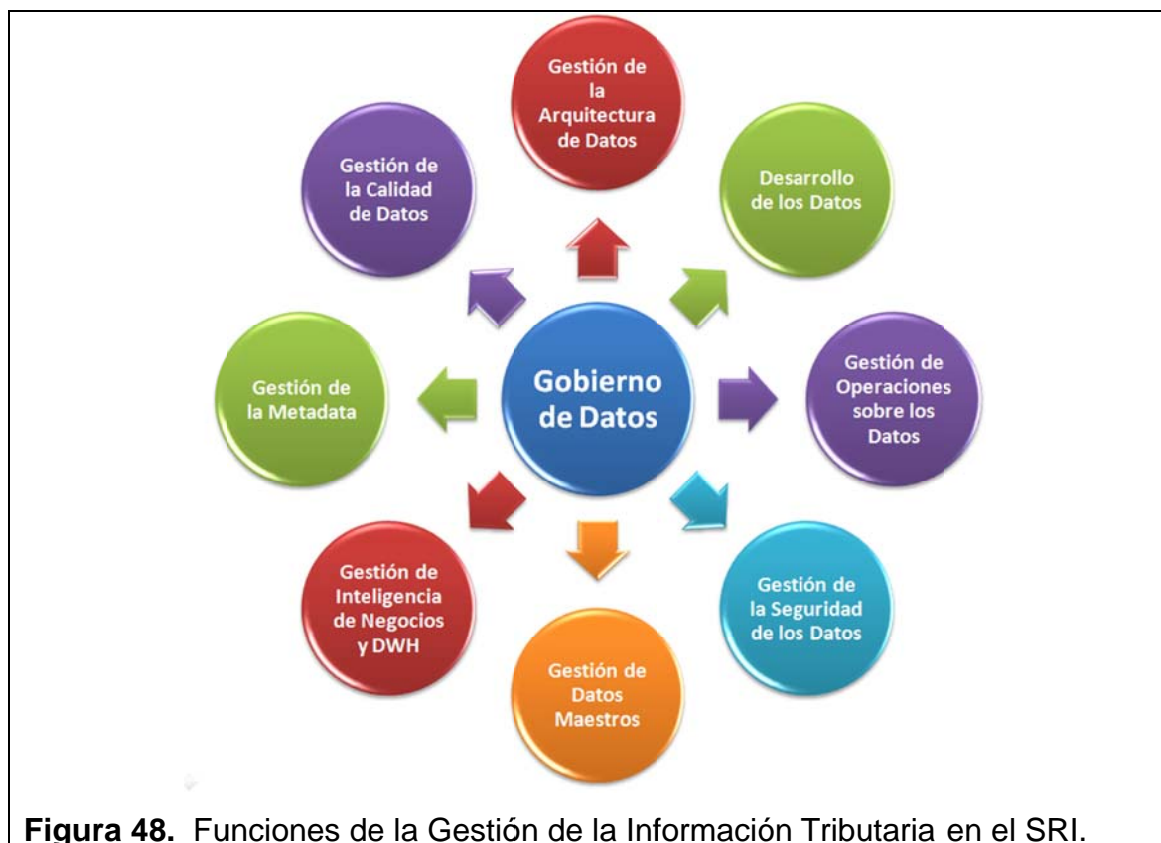 Gestión de
la
Arquitectura
de Datos
Desarrollo
de los Datos
Gestión de
Operaciones
sobre los
Datos
Gestión de
la Seguridad
de los Datos
Gestión de
Datos
Maestros
Gestión de
Inteligencia
de Negocios
y DWH
Gestión de
la Metadata
Gestión de
la Calidad
de Datos
Gobierno
de Datos
Figura 48. Funciones de la Gestión de la Información Tributaria en el SRI.